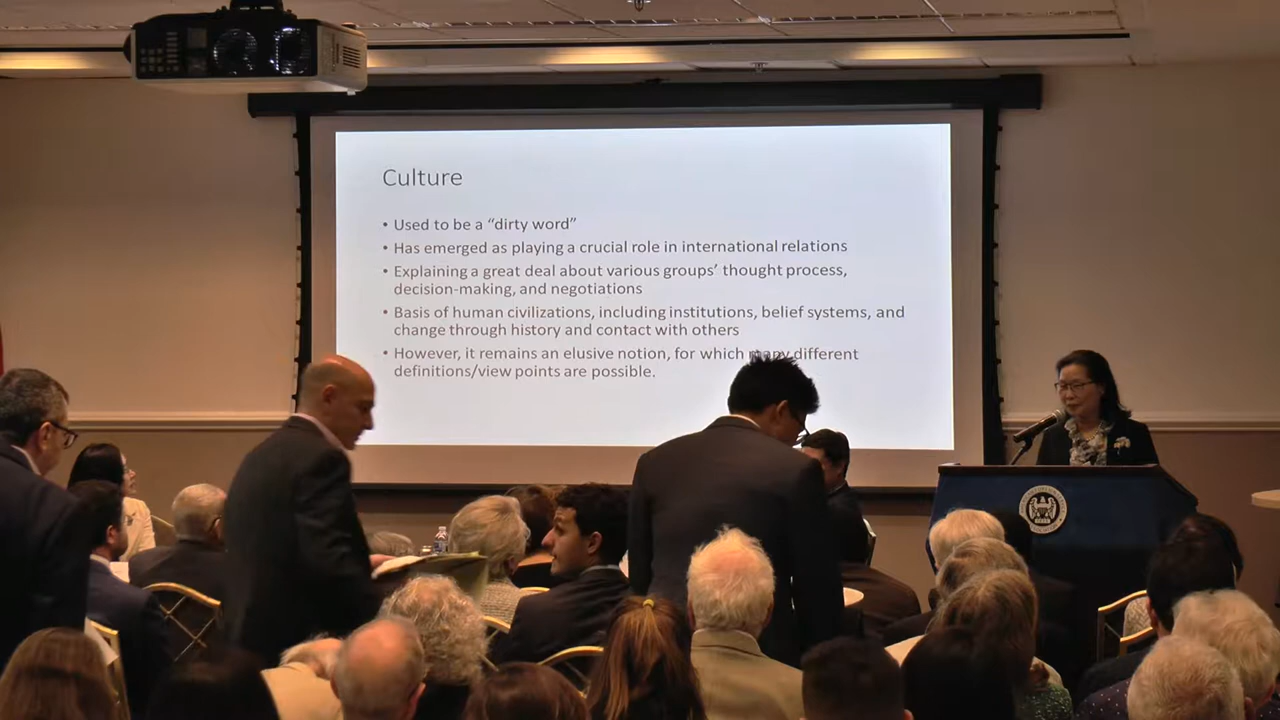 Culture
• Used to be a “dirty word”
• Has emerged as playing a crucial role in international relations
• Explaining a great deal about various groups’ thought process,
decision-making, and negotiations
• Basis of human civilizations, including institutions, belief systems, and
change through history and contact with others
• However, it remains an elusive notion, for which many different
definitions/view points are possible.